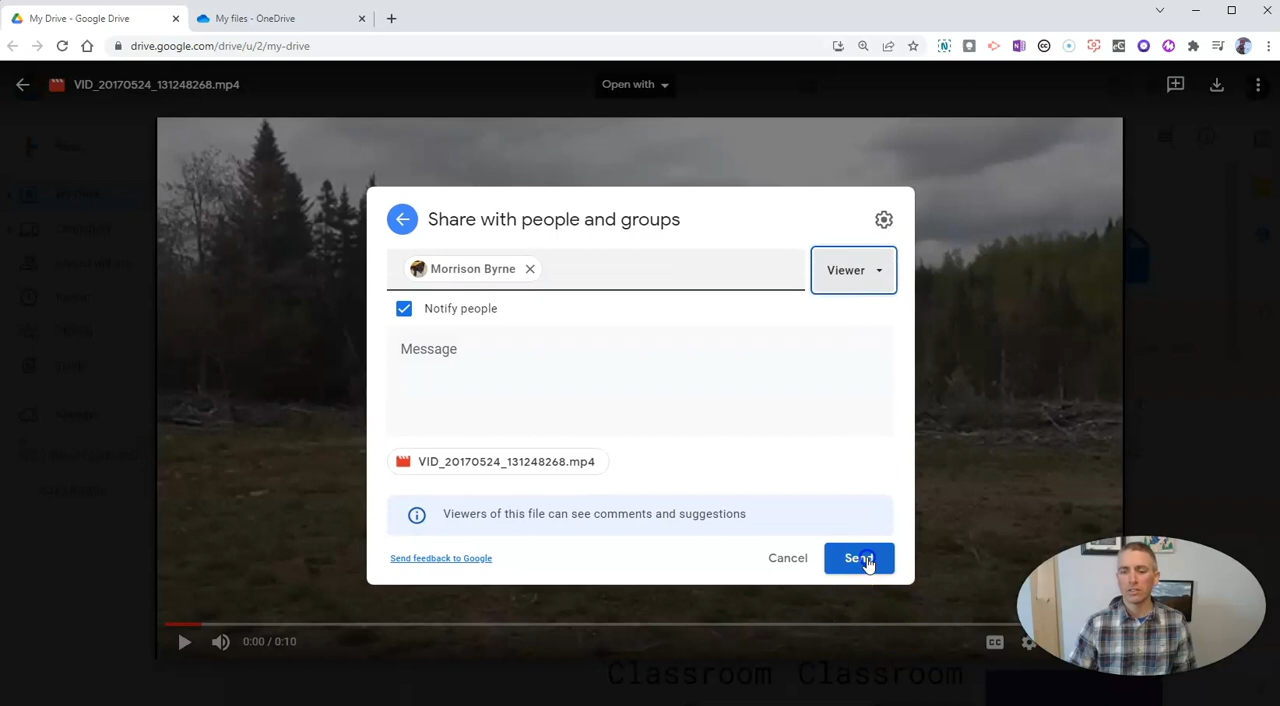 My Drive - Google Drive
My files - OneDrive
drive.google.com/drive/u/2/my-drive
VID_20170524_131248268.mp4
Open with
Share with people and groups
Morrison Byrne
Viewer
Notify people
Message
VID_20170524_131248268.mp4
Viewers of this file can see comments and suggestions
Send feedback to Google
Cancel
Send
0:00 / 0:10
CC
Classroom Classroom